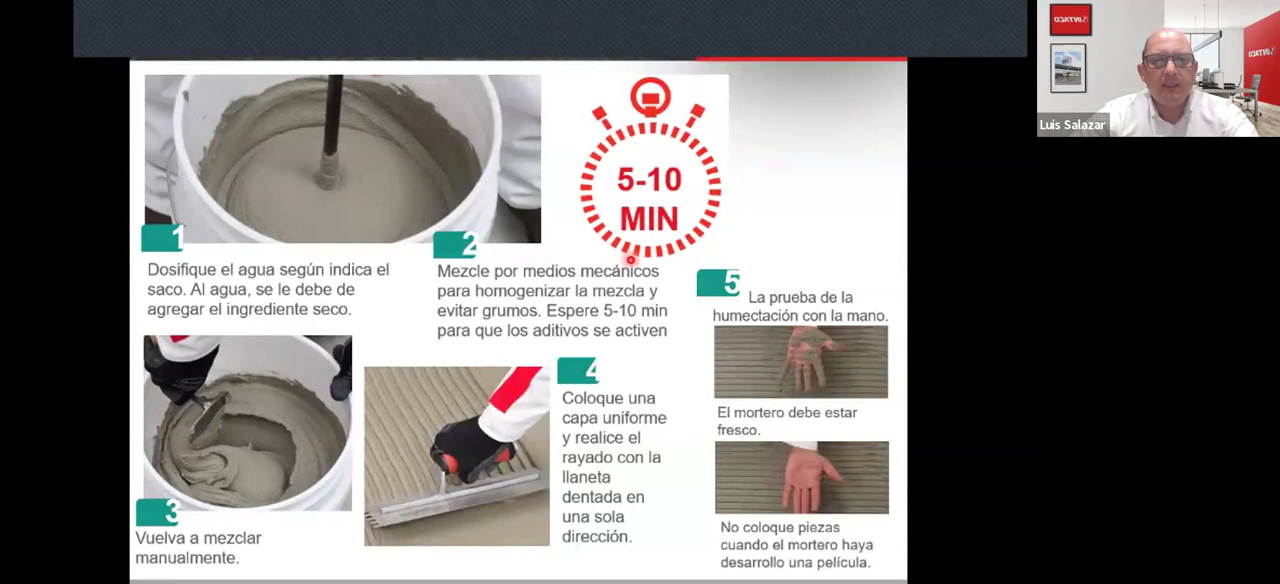 INTACO
INTACO
Luis Salazar
5-10
MIN
1
Dosifique el agua según indica el
saco. Al agua, se le debe de
agregar el ingrediente seco.
2
Mezcle por medios mecánicos
para homogenizar la mezcla y
evitar grumos. Espere 5-10 min
para que los aditivos se activen
3
Vuelva a mezclar
manualmente.
4
Coloque una
capa uniforme
y realice el
rayado con la
llaneta
dentada en
una sola
dirección.
5
La prueba de la
humectación con la mano.
El mortero debe estar
fresco.
No coloque piezas
cuando el mortero haya
desarrollo una película.